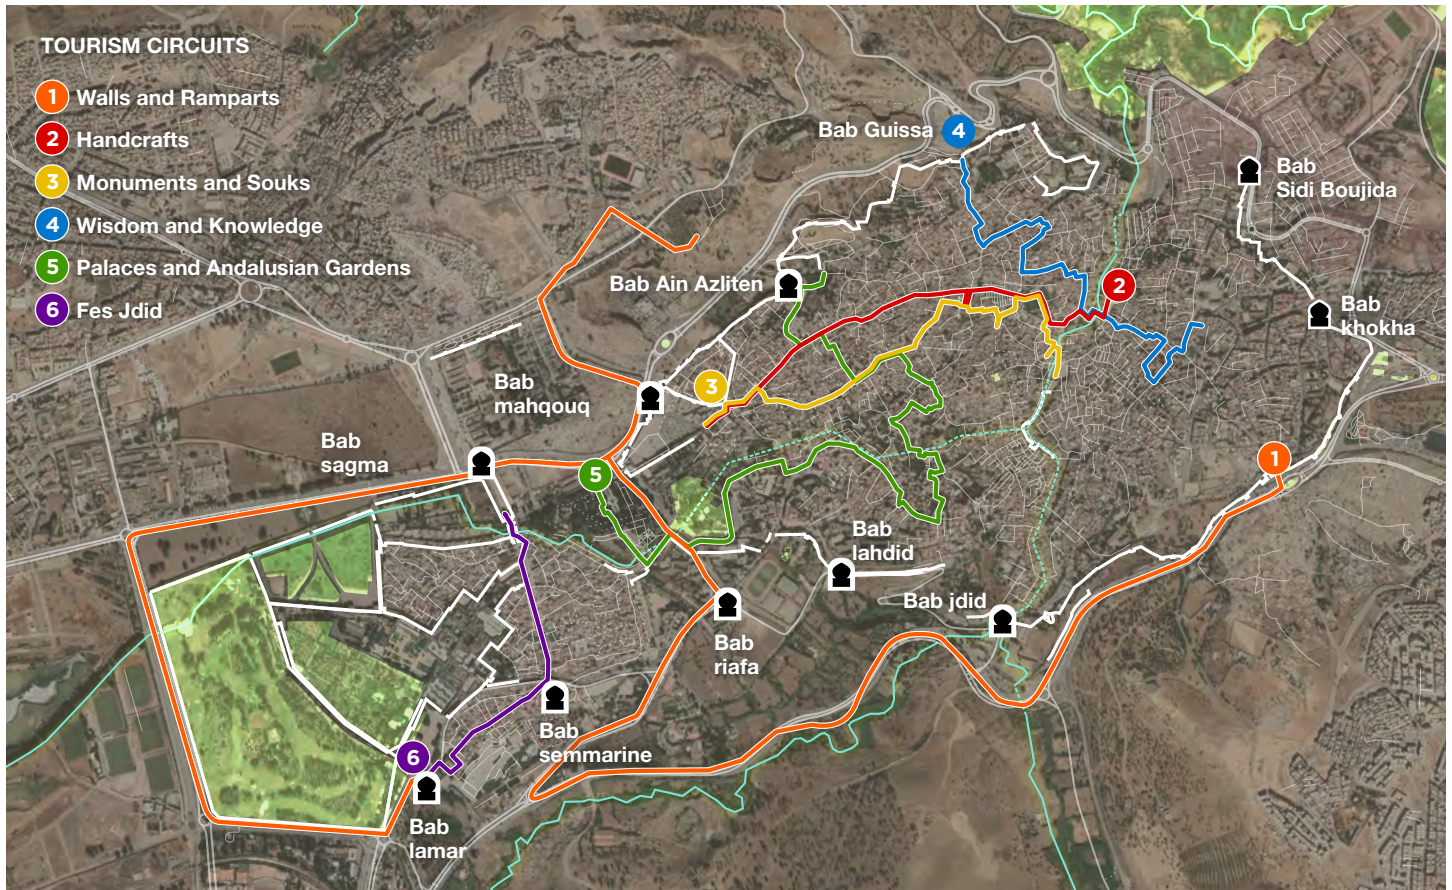 TOURISM CIRCUITS
1 Walls and Ramparts
2 Handcrafts
3 Monuments and Souks
4 Wisdom and Knowledge
5 Palaces and Andalusian Gardens
6 Fes Jdid
Bab Guissa
4
Bab
Sidi Boujida
Bab Ain Azliten
2
Bab
khokha
Bab
mahqouq
3
Bab
sagma
5
1
Bab
lahdid
Bab jdid
Bab
riafa
Bab
semmarine
6
Bab
lamar